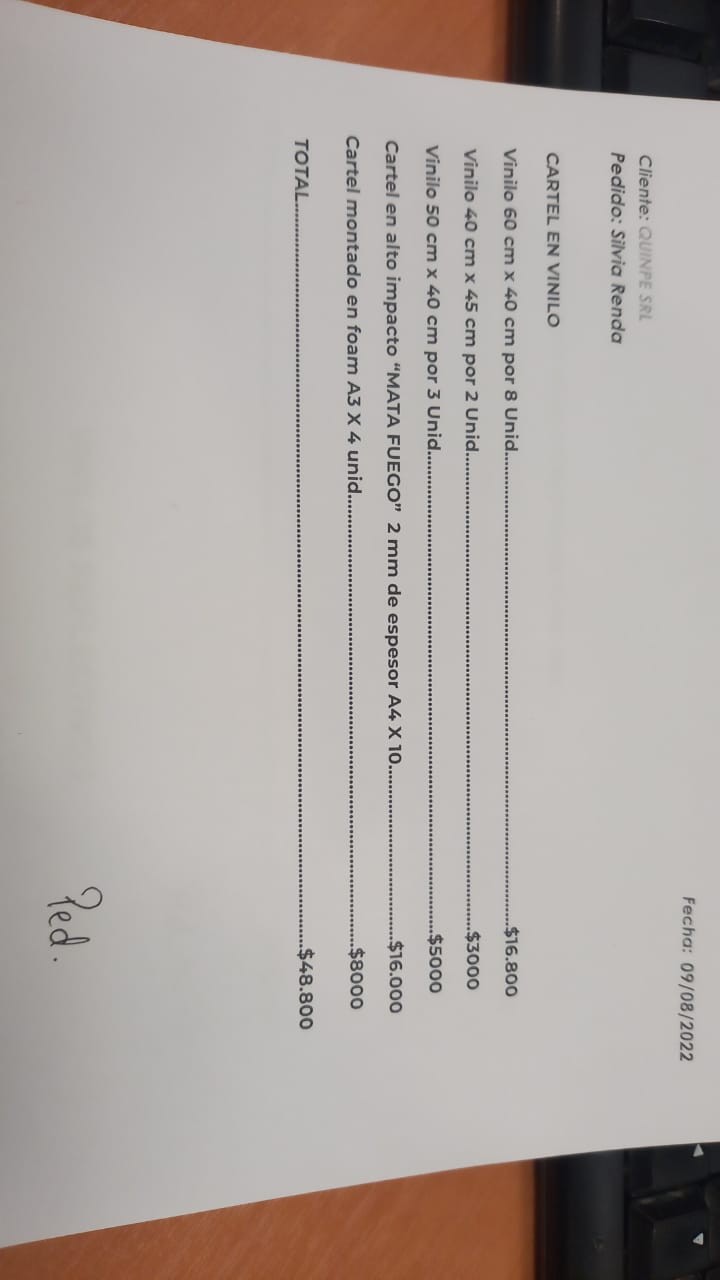 Fecha: 09/08/2022
Cliente: QUINPE SRL
Pedido: Silvia Renda
CARTEL EN VINILO
Vinilo 60 cm x 40 cm por 8 Unid....................................................................................................$16.800
Vinilo 40 cm x 45 cm por 2 Unid....................................................................................................$3000
Vinilo 50 cm x 40 cm por 3 Unid....................................................................................................$5000
Cartel en alto impacto “MATA FUEGO” 2 mm de espesor A4 X 10.....................................$16.000
Cartel montado en foam A3 X 4 unid...............................................................................................$8000
TOTAL...........................................................................................................................................................$48.800
Ped.